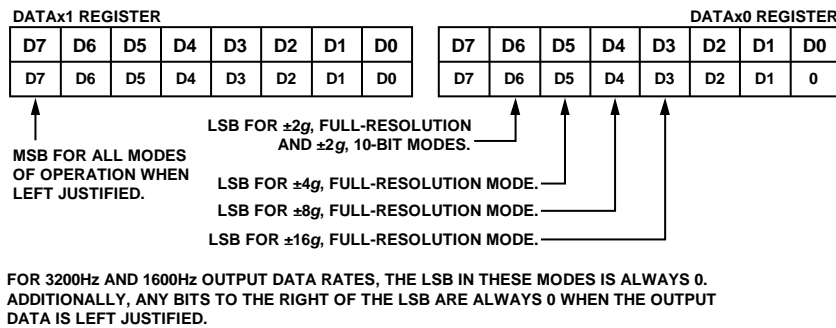 DATAx1 REGISTER
DATAx0 REGISTER
D7 D6 D5 D4 D3 D2 D1 D0
D7 D6 D5 D4 D3 D2 D1 D0
D7 D6 D5 D4 D3 D2 D1 D0
D7 D6 D5 D4 D3 D2 D1 0
MSB FOR ALL MODES
OF OPERATION WHEN
LEFT JUSTIFIED.
LSB FOR ±2g, FULL-RESOLUTION
AND ±2g, 10-BIT MODES.
LSB FOR ±4g, FULL-RESOLUTION MODE.
LSB FOR ±8g, FULL-RESOLUTION MODE.
LSB FOR ±16g, FULL-RESOLUTION MODE.
FOR 3200Hz AND 1600Hz OUTPUT DATA RATES, THE LSB IN THESE MODES IS ALWAYS 0.
ADDITIONALLY, ANY BITS TO THE RIGHT OF THE LSB ARE ALWAYS 0 WHEN THE OUTPUT
DATA IS LEFT JUSTIFIED.